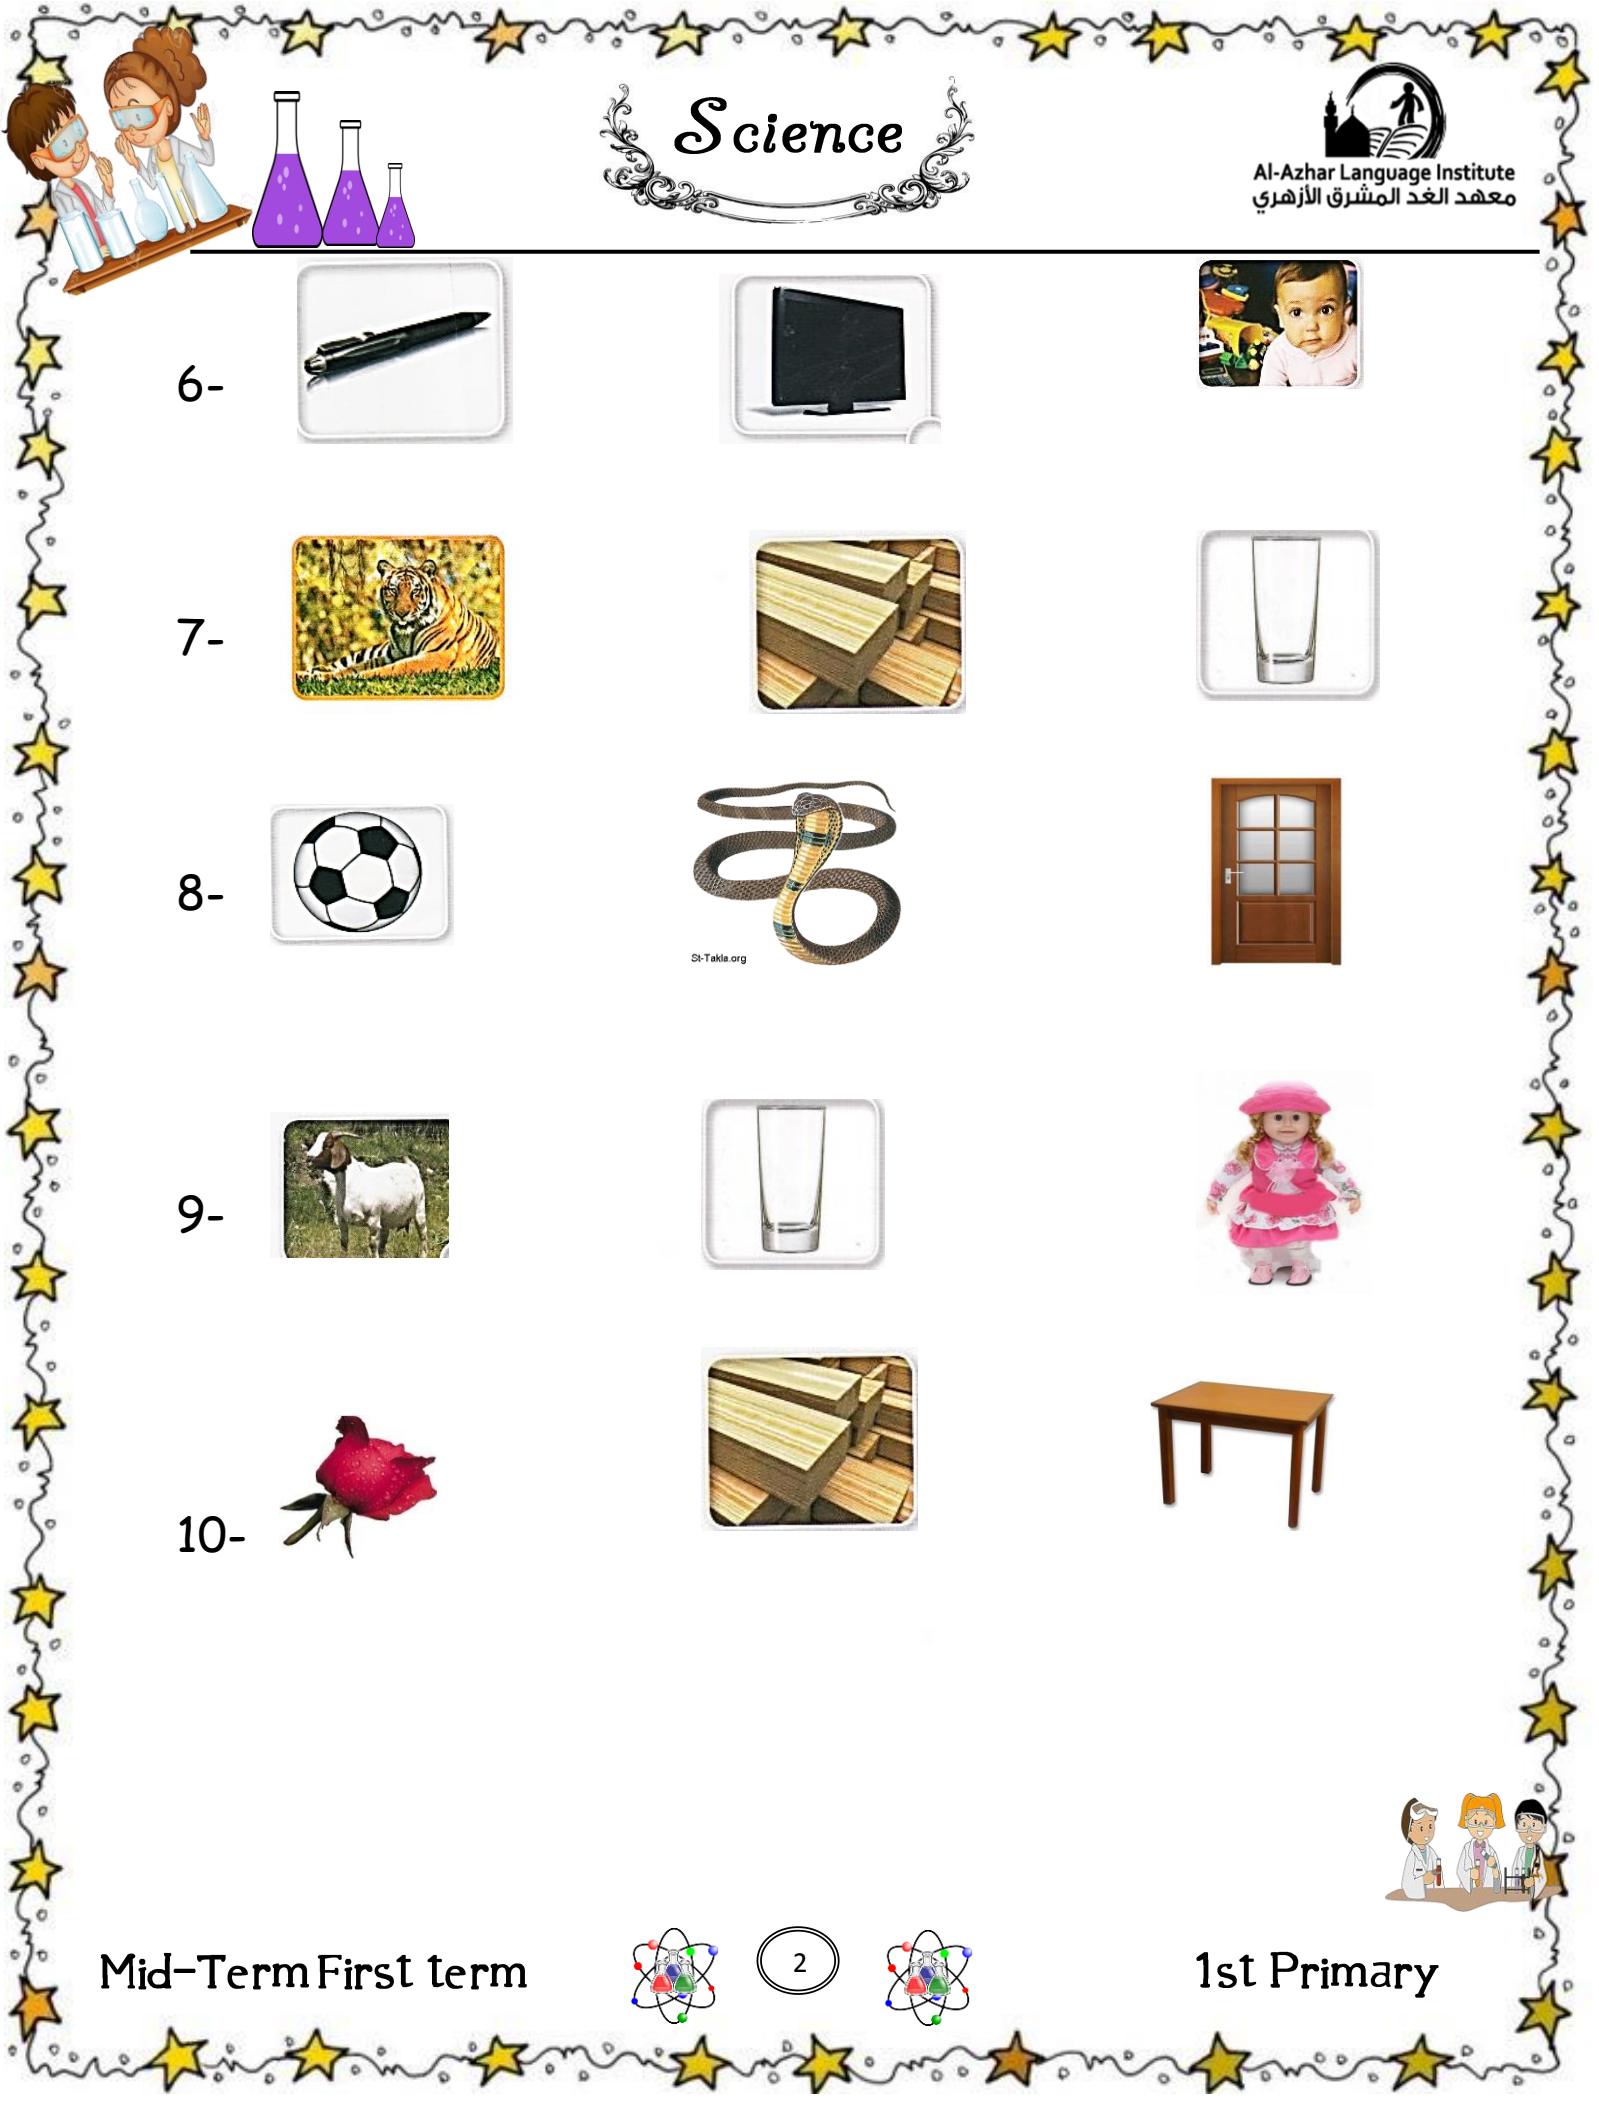 Science
Al-Azhar Language Institute
معهد الغد المشرق الأزهري
6-
7-
8-
St-Takla.org
9-
10-
Mid-Term First term
2
1st Primary